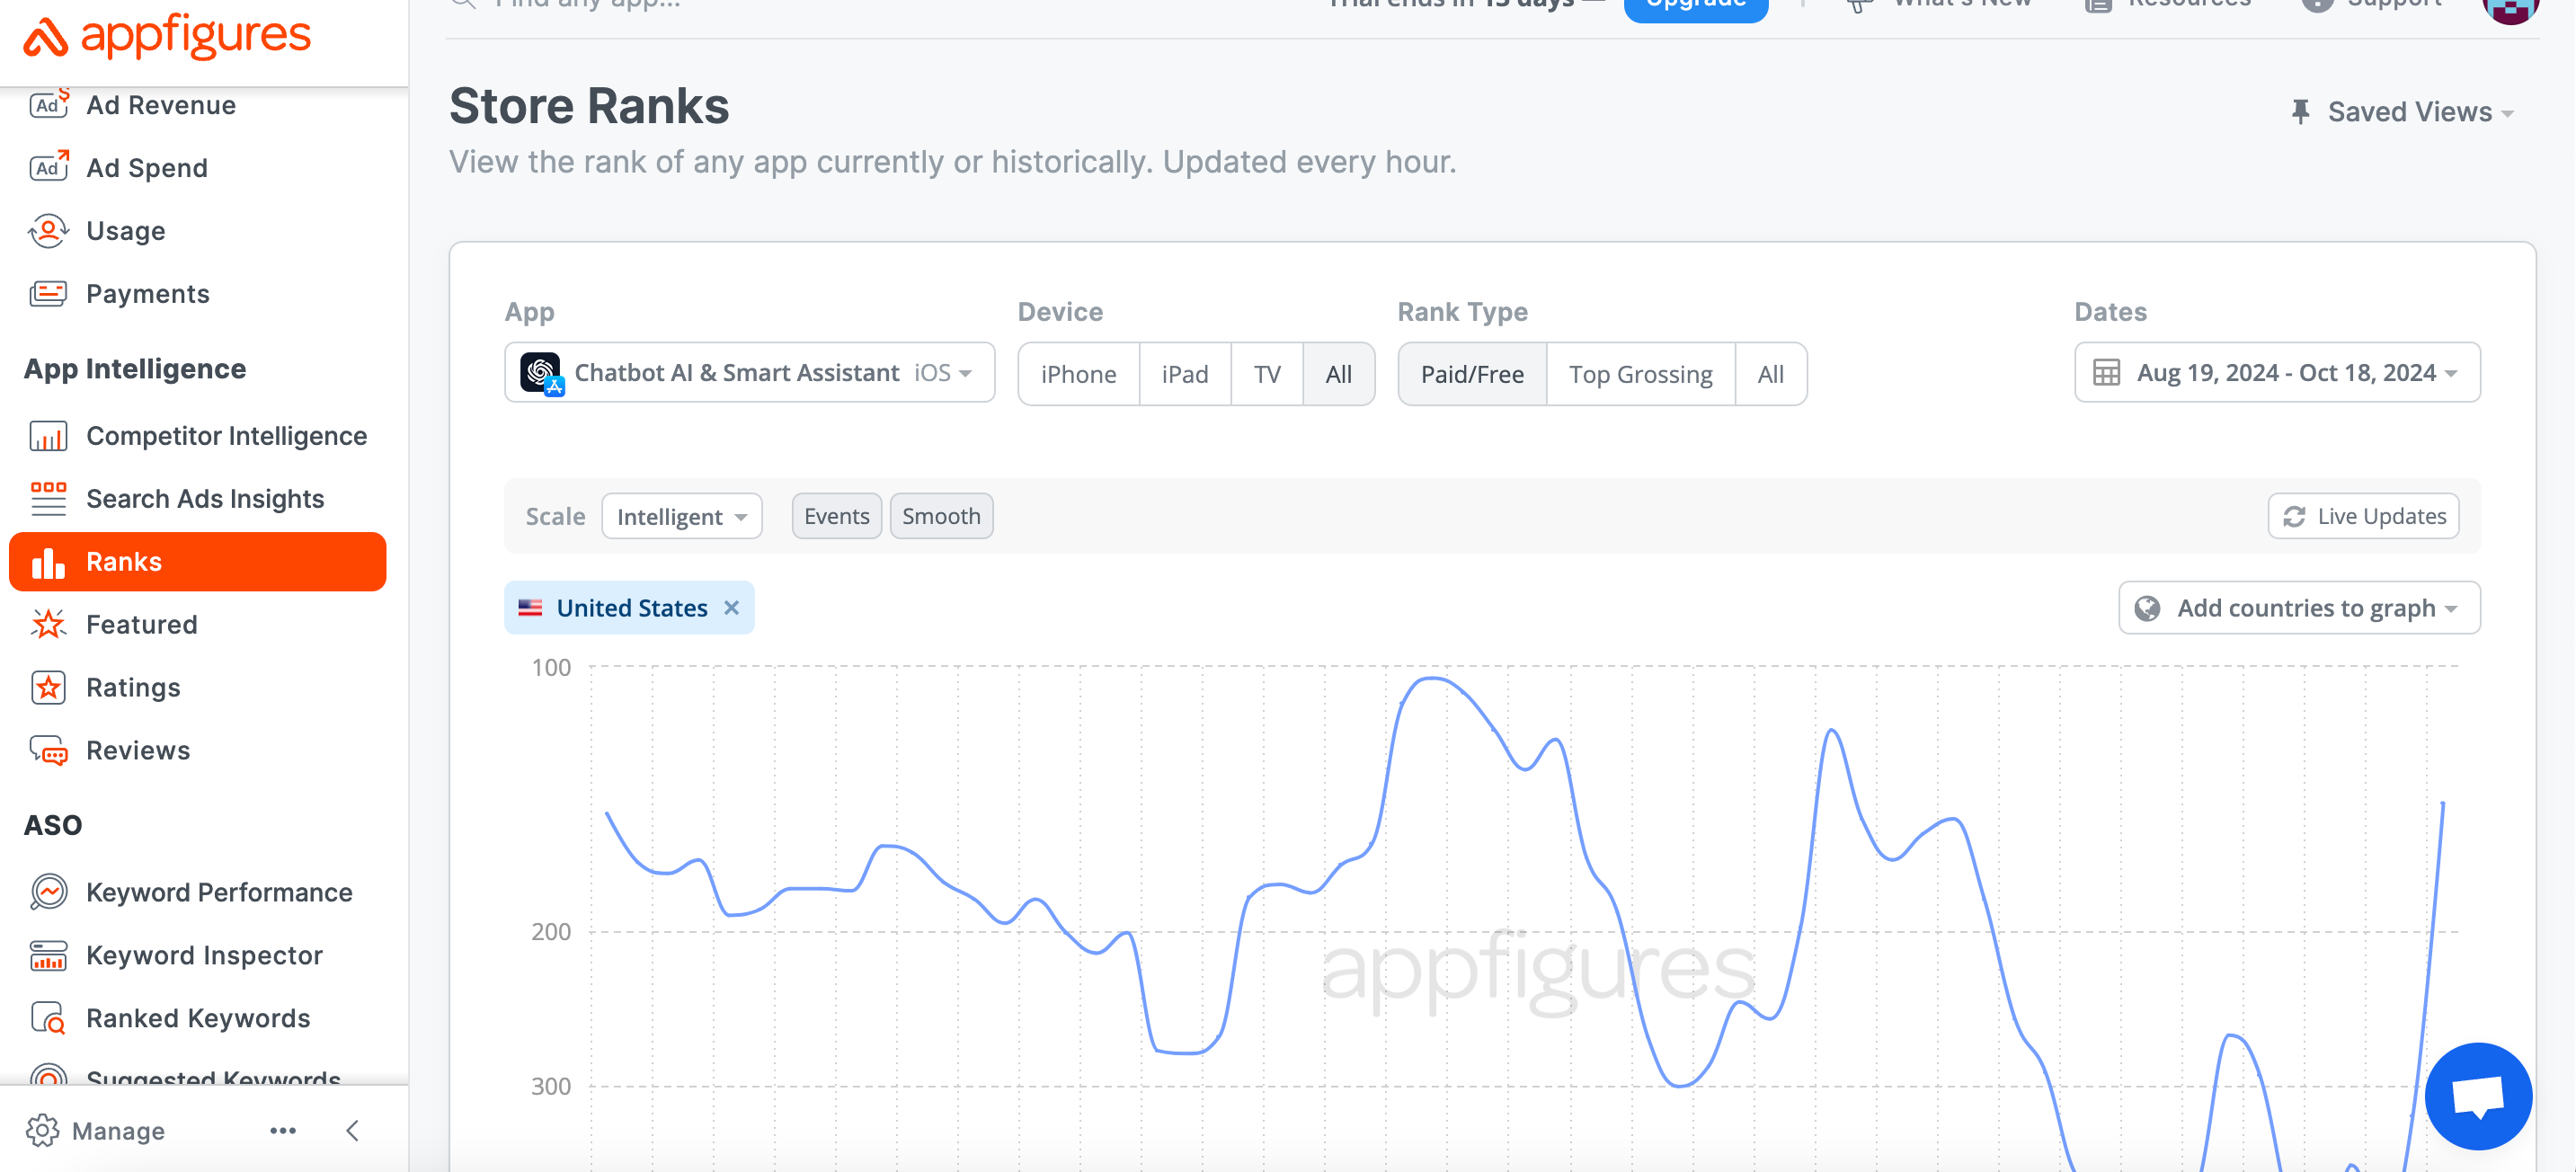 appfigures
Find any app...
Trial ends in 13 days —
Upgrade
What's New
Resources
Support
Ad Revenue
Ad Spend
Usage
Payments
App Intelligence
Competitor Intelligence
Search Ads Insights
Ranks
Featured
Ratings
Reviews
ASO
Keyword Performance
Keyword Inspector
Ranked Keywords
Suggested Keywords
Manage
Store Ranks
Saved Views
View the rank of any app currently or historically. Updated every hour.
App
Device
Rank Type
Dates
Chatbot AI & Smart Assistant iOS
iPhone iPad TV All
Paid/Free Top Grossing All
Aug 19, 2024 - Oct 18, 2024
Scale Intelligent Events Smooth
Live Updates
United States ×
Add countries to graph
100
200
300
appfigures